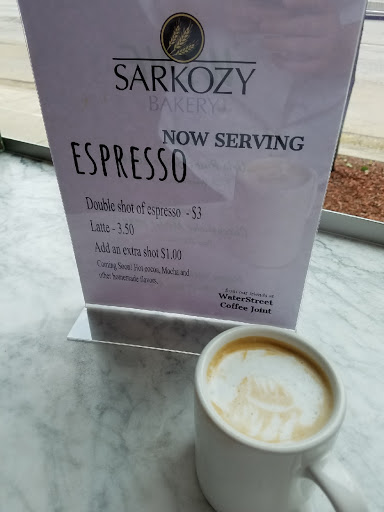 SARKOZY
BAKERY
NOW SERVING
ESPRESSO
Double shot of espresso - $3
Latte - 3.50
Add an extra shot $1.00
Coming Soon! Hot cocoa, Mocha and
other homemade flavors.
WaterStreet
Coffee Joint